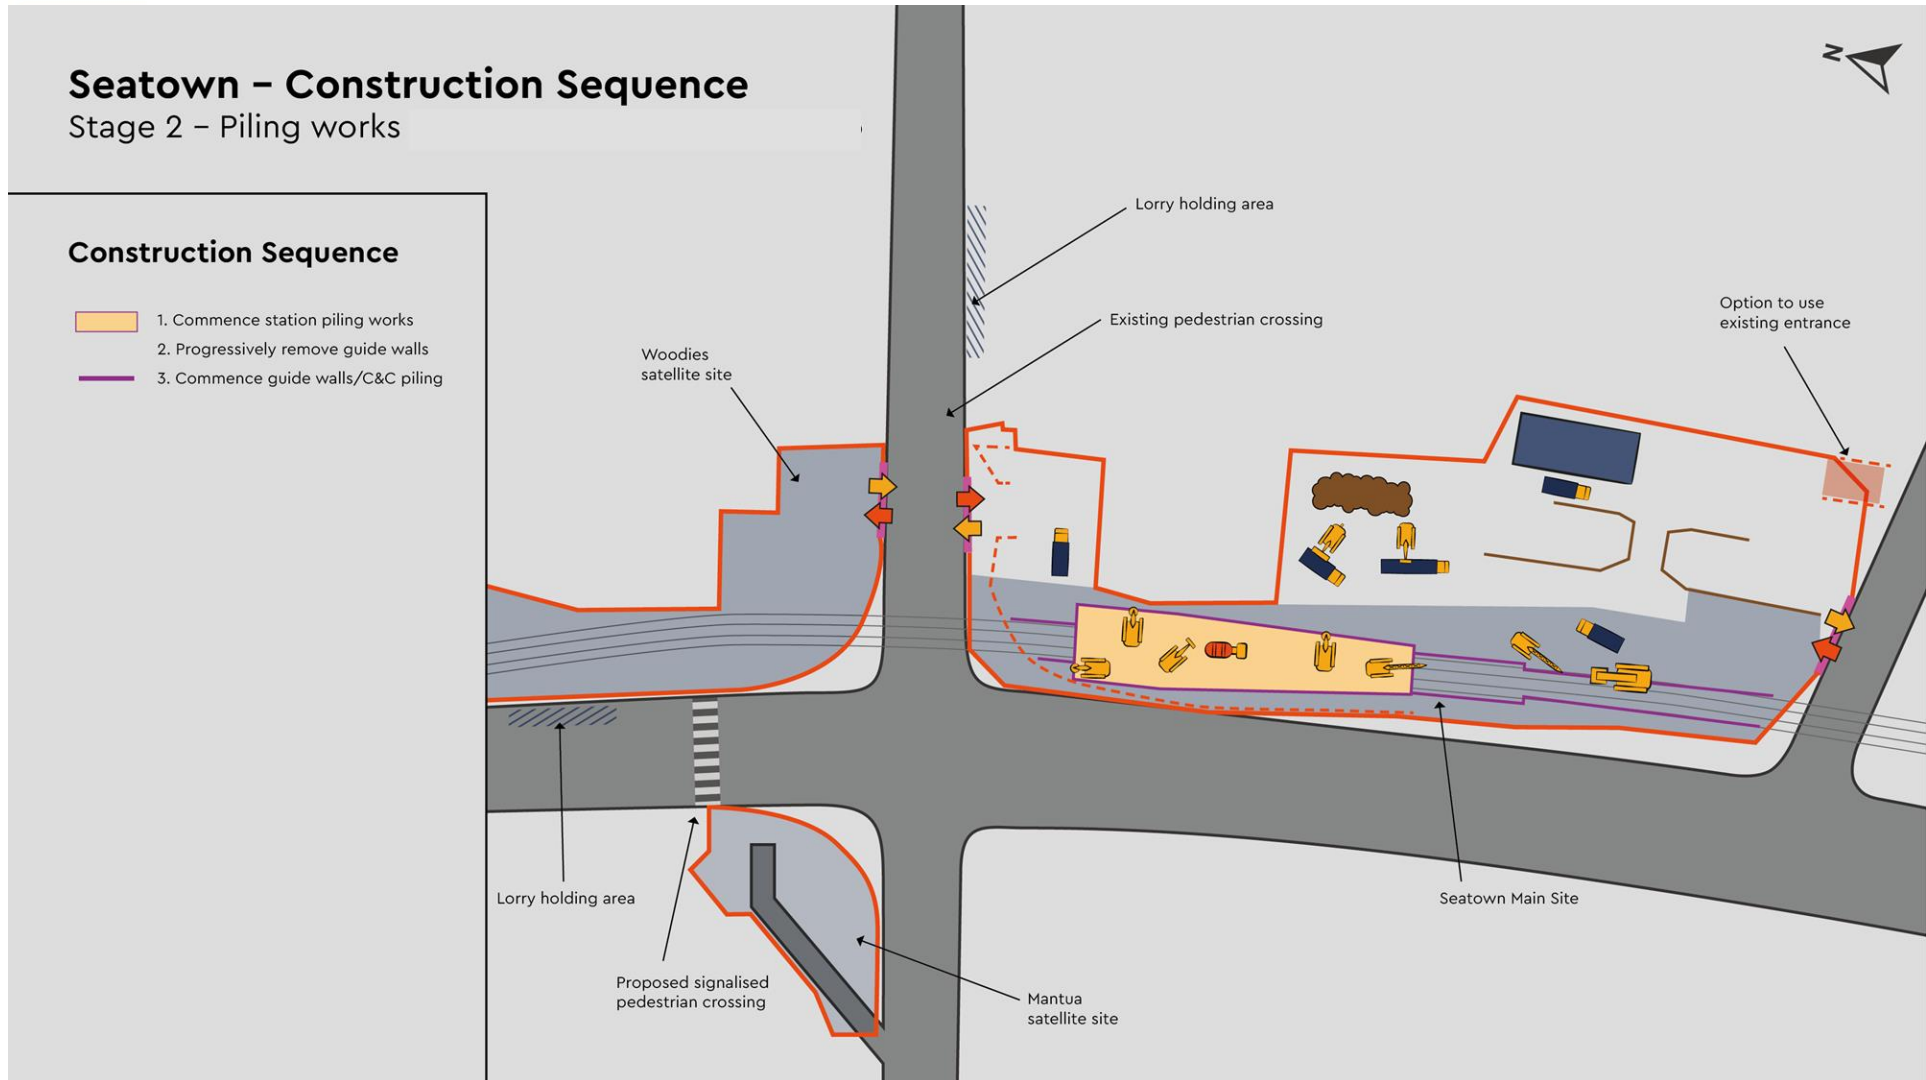 Seatown – Construction Sequence
Stage 2 – Piling works
N
Construction Sequence
1. Commence station piling works
2. Progressively remove guide walls
3. Commence guide walls/C&C piling
Lorry holding area
Existing pedestrian crossing
Option to use
existing entrance
Woodies
satellite site
Lorry holding area
Seatown Main Site
Proposed signalised
pedestrian crossing
Mantua
satellite site